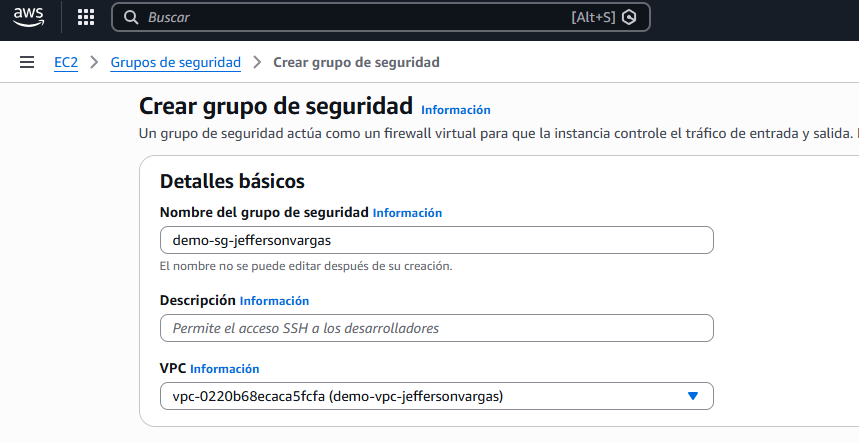 aws
Buscar [Alt+S]
EC2 > Grupos de seguridad > Crear grupo de seguridad
Crear grupo de seguridad Información
Un grupo de seguridad actúa como un firewall virtual para que la instancia controle el tráfico de entrada y salida.
Detalles básicos
Nombre del grupo de seguridad Información
demo-sg-jeffersonvargas
El nombre no se puede editar después de su creación.
Descripción Información
Permite el acceso SSH a los desarrolladores
VPC Información
vpc-0220b68ecaca5fcfa (demo-vpc-jeffersonvargas)